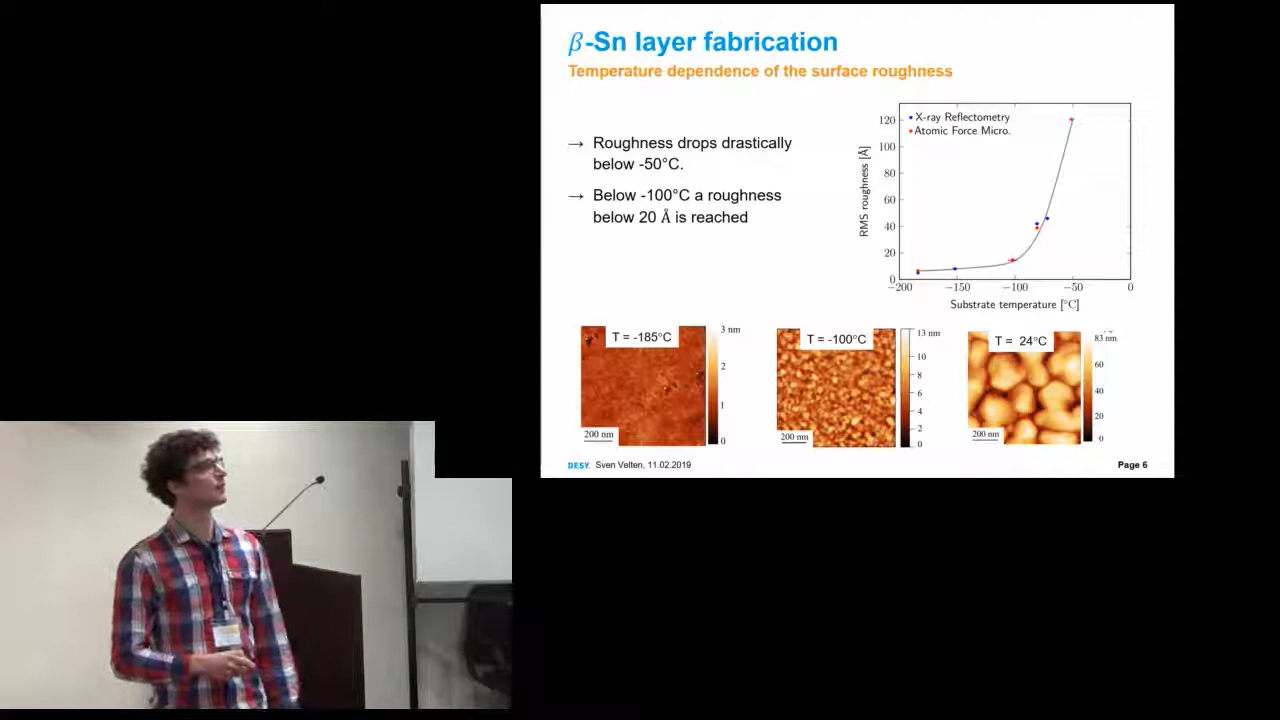 β-Sn layer fabrication
Temperature dependence of the surface roughness
→ Roughness drops drastically
below -50°C.
→ Below -100°C a roughness
below 20 Å is reached
X-ray Reflectometry
Atomic Force Micro.
RMS roughness [Å]
120
100
80
60
40
20
0
−200 −150 −100 −50 0
Substrate temperature [°C]
T = -185°C
200 nm
3 nm
2
1
0
T = -100°C
200 nm
13 nm
10
8
6
4
2
0
T = 24°C
200 nm
83 nm
60
40
20
0
DESY Sven Velten, 11.02.2019
Page 6